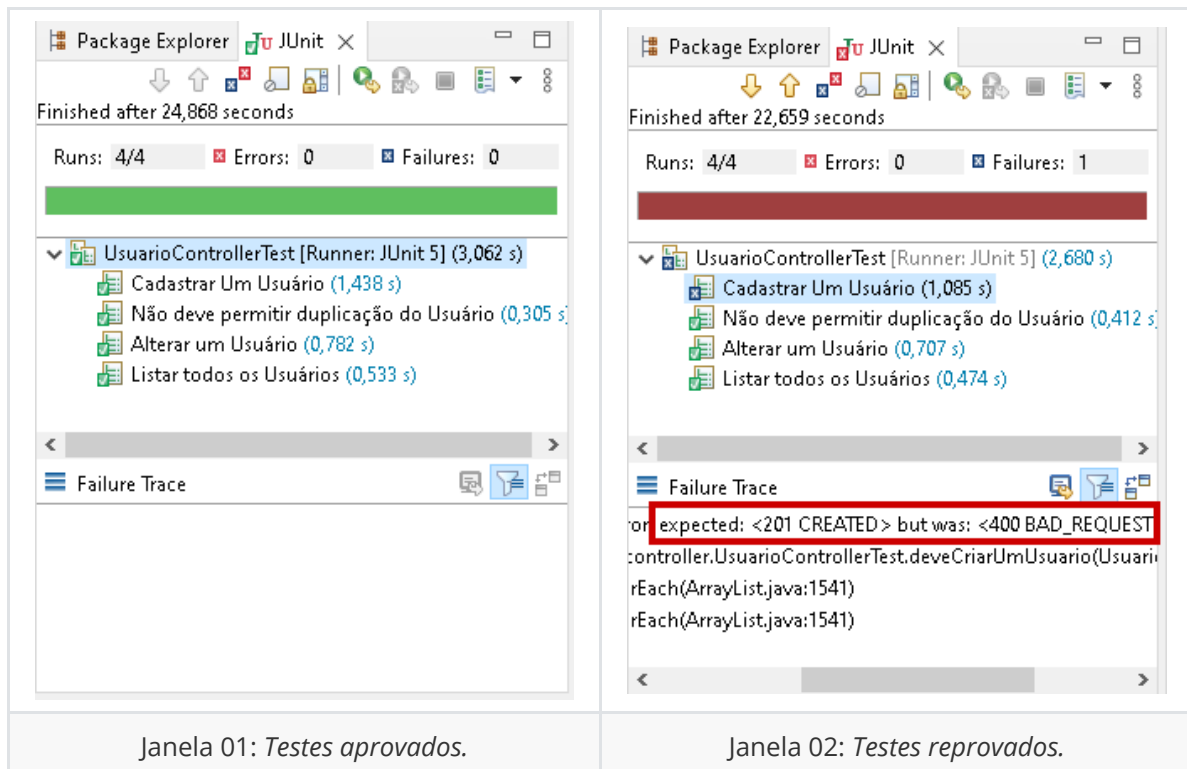 Package Explorer JUnit
Finished after 24,868 seconds
Runs: 4/4 Errors: 0 Failures: 0
UsuarioControllerTest [Runner: JUnit 5] (3,062 s)
Cadastrar Um Usuário (1,438 s)
Não deve permitir duplicação do Usuário (0,305 s)
Alterar um Usuário (0,782 s)
Listar todos os Usuários (0,533 s)
Failure Trace
Janela 01: Testes aprovados.
Package Explorer JUnit
Finished after 22,659 seconds
Runs: 4/4 Errors: 0 Failures: 1
UsuarioControllerTest [Runner: JUnit 5] (2,680 s)
Cadastrar Um Usuário (1,085 s)
Não deve permitir duplicação do Usuário (0,412 s)
Alterar um Usuário (0,707 s)
Listar todos os Usuários (0,474 s)
Failure Trace
or expected: <201 CREATED> but was: <400 BAD_REQUEST
controller.UsuarioControllerTest.deveCriarUmUsuario(Usuari
rEach(ArrayList.java:1541)
rEach(ArrayList.java:1541)
Janela 02: Testes reprovados.